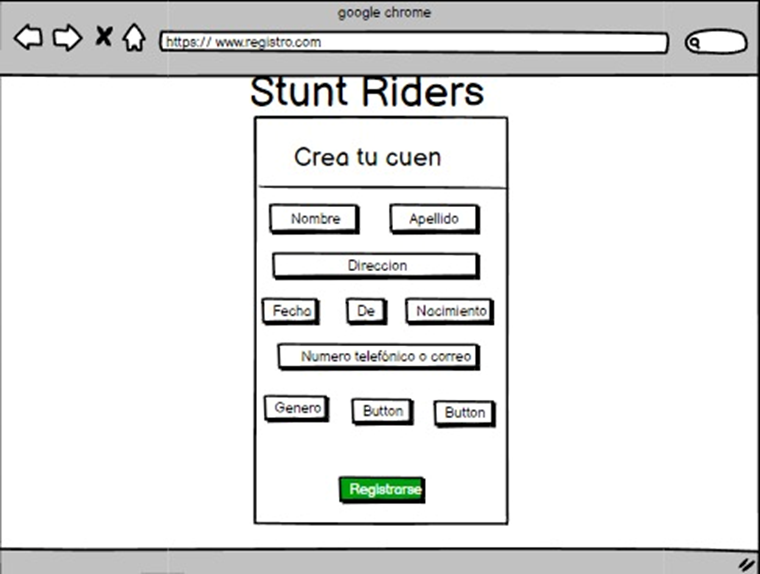 google chrome
https:// www.registro.com
Stunt Riders
Crea tu cuen
Nombre Apellido
Direccion
Fecha De Nacimiento
Numero telefónico o correo
Genero Button Button
Registrarse